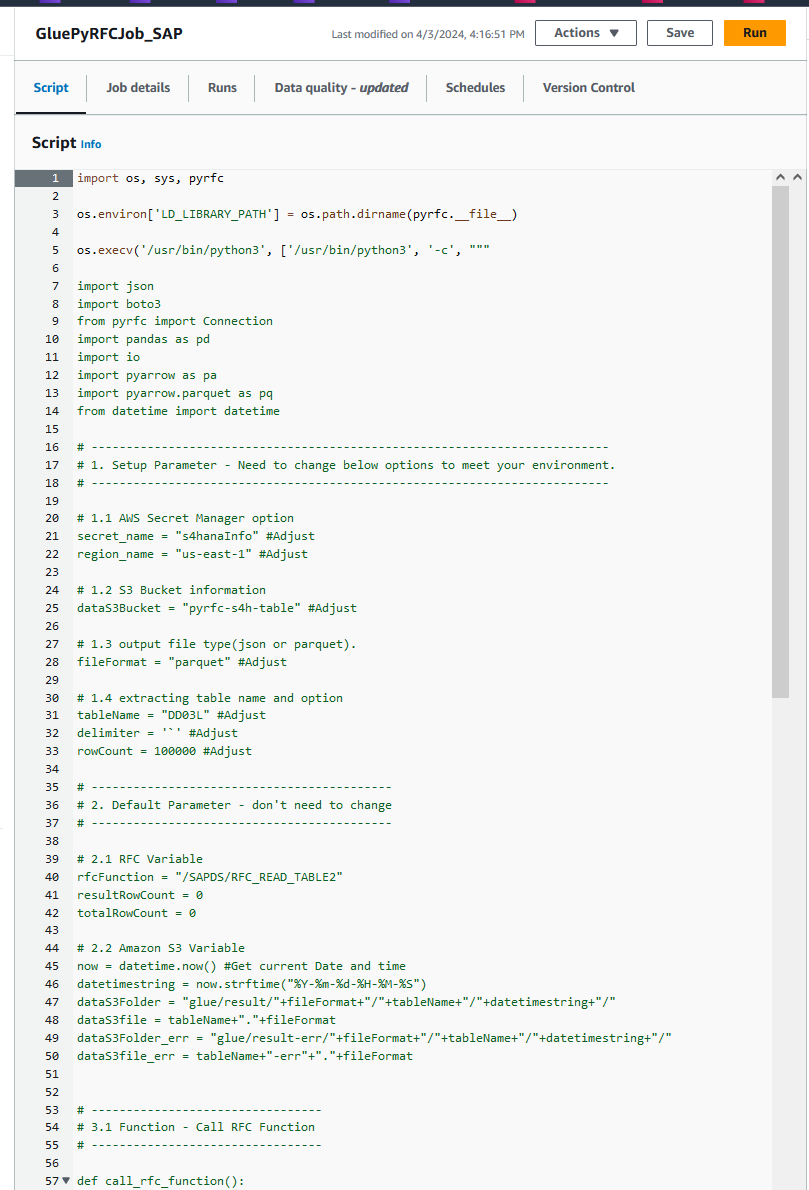 GluePyRFCJob_SAP
Last modified on 4/3/2024, 4:16:51 PM
Actions ▼
Save
Run
Script
Job details
Runs
Data quality - updated
Schedules
Version Control
Script Info
1 import os, sys, pyrfc
2
3 os.environ['LD_LIBRARY_PATH'] = os.path.dirname(pyrfc.__file__)
4
5 os.execv('/usr/bin/python3', ['/usr/bin/python3', '-c', """
6
7 import json
8 import boto3
9 from pyrfc import Connection
10 import pandas as pd
11 import io
12 import pyarrow as pa
13 import pyarrow.parquet as pq
14 from datetime import datetime
15
16 # --------------------------------------------------------------------------
17 # 1. Setup Parameter - Need to change below options to meet your environment.
18 # --------------------------------------------------------------------------
19
20 # 1.1 AWS Secret Manager option
21 secret_name = "s4hanaInfo" #Adjust
22 region_name = "us-east-1" #Adjust
23
24 # 1.2 S3 Bucket information
25 dataS3Bucket = "pyrfc-s4h-table" #Adjust
26
27 # 1.3 output file type(json or parquet).
28 fileFormat = "parquet" #Adjust
29
30 # 1.4 extracting table name and option
31 tableName = "DD03L" #Adjust
32 delimiter = '`' #Adjust
33 rowCount = 100000 #Adjust
34
35 # -------------------------------------------
36 # 2. Default Parameter - don't need to change
37 # -------------------------------------------
38
39 # 2.1 RFC Variable
40 rfcFunction = "/SAPDS/RFC_READ_TABLE2"
41 resultRowCount = 0
42 totalRowCount = 0
43
44 # 2.2 Amazon S3 Variable
45 now = datetime.now() #Get current Date and time
46 datetimestring = now.strftime("%Y-%m-%d-%H-%M-%S")
47 dataS3Folder = "glue/result/"+fileFormat+"/"+tableName+"/"+datetimestring+"/"
48 dataS3file = tableName+"."+fileFormat
49 dataS3Folder_err = "glue/result-err/"+fileFormat+"/"+tableName+"/"+datetimestring+"/"
50 dataS3file_err = tableName+"-err"+"."+fileFormat
51
52
53 # ---------------------------------
54 # 3.1 Function - Call RFC Function
55 # ---------------------------------
56
57 ▼ def call_rfc_function():